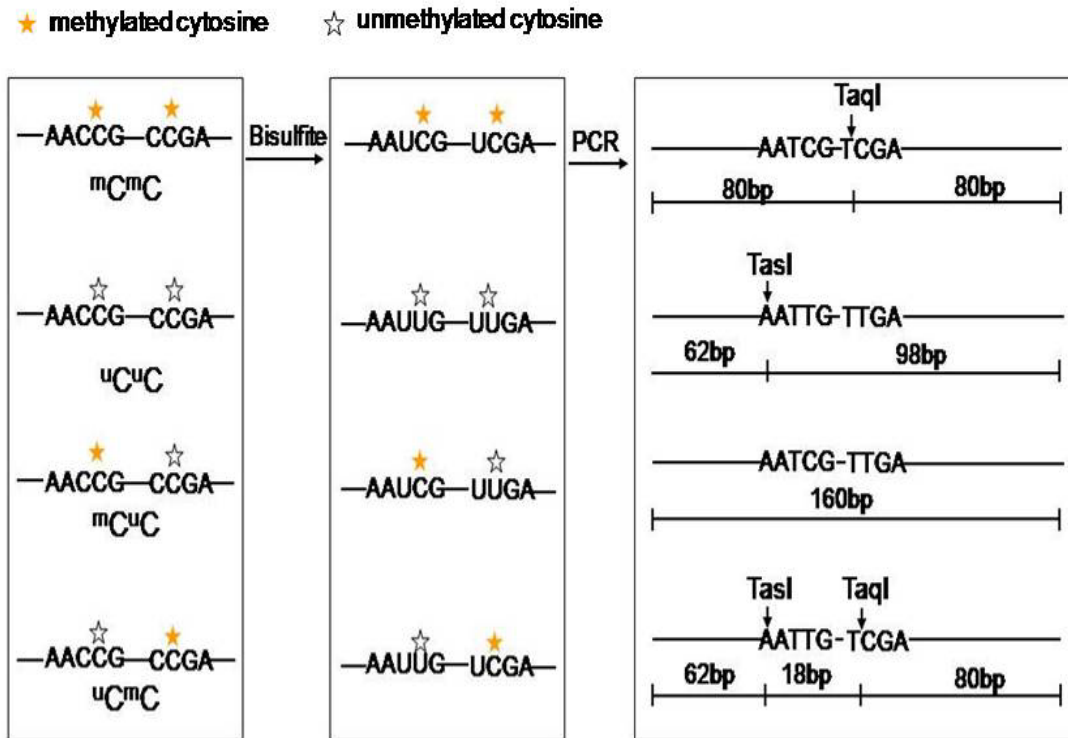 methylated cytosine unmethylated cytosine
AACCG CCGA
ᵐCᵐC
AACCG CCGA
ᵘCᵘC
AACCG CCGA
ᵐCᵘC
AACCG CCGA
ᵘCᵐC
Bisulfite
AAUCG UCGA
AAUUG UUGA
AAUCG UUGA
AAUUG UCGA
PCR
TaqI
AATCG-TCGA
80bp 80bp
TasI
AATTG-TTGA
62bp 98bp
AATCG-TTGA
160bp
TasI TaqI
AATTG-TCGA
62bp 18bp 80bp